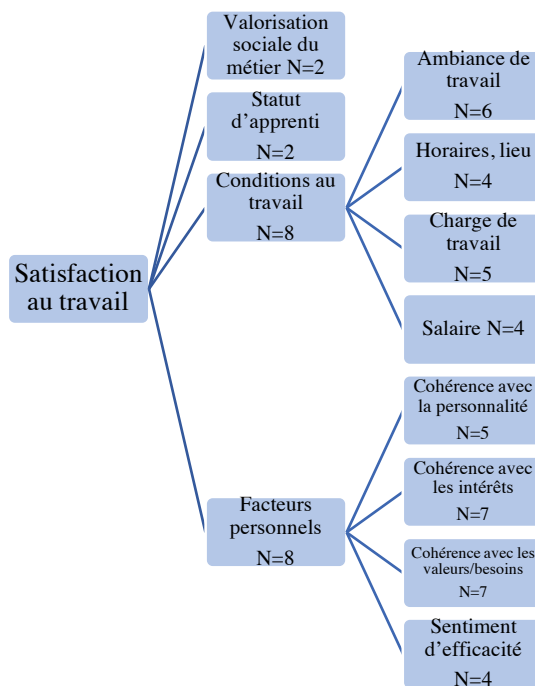 Satisfaction
au travail
Valorisation
sociale du
métier N=2
Statut
d’apprenti
N=2
Conditions au
travail
N=8
Ambiance de
travail
N=6
Horaires, lieu
N=4
Charge de
travail
N=5
Salaire N=4
Facteurs
personnels
N=8
Cohérence avec
la personnalité
N=5
Cohérence avec
les intérêts
N=7
Cohérence avec les
valeurs/besoins
N=7
Sentiment
d’efficacité
N=4